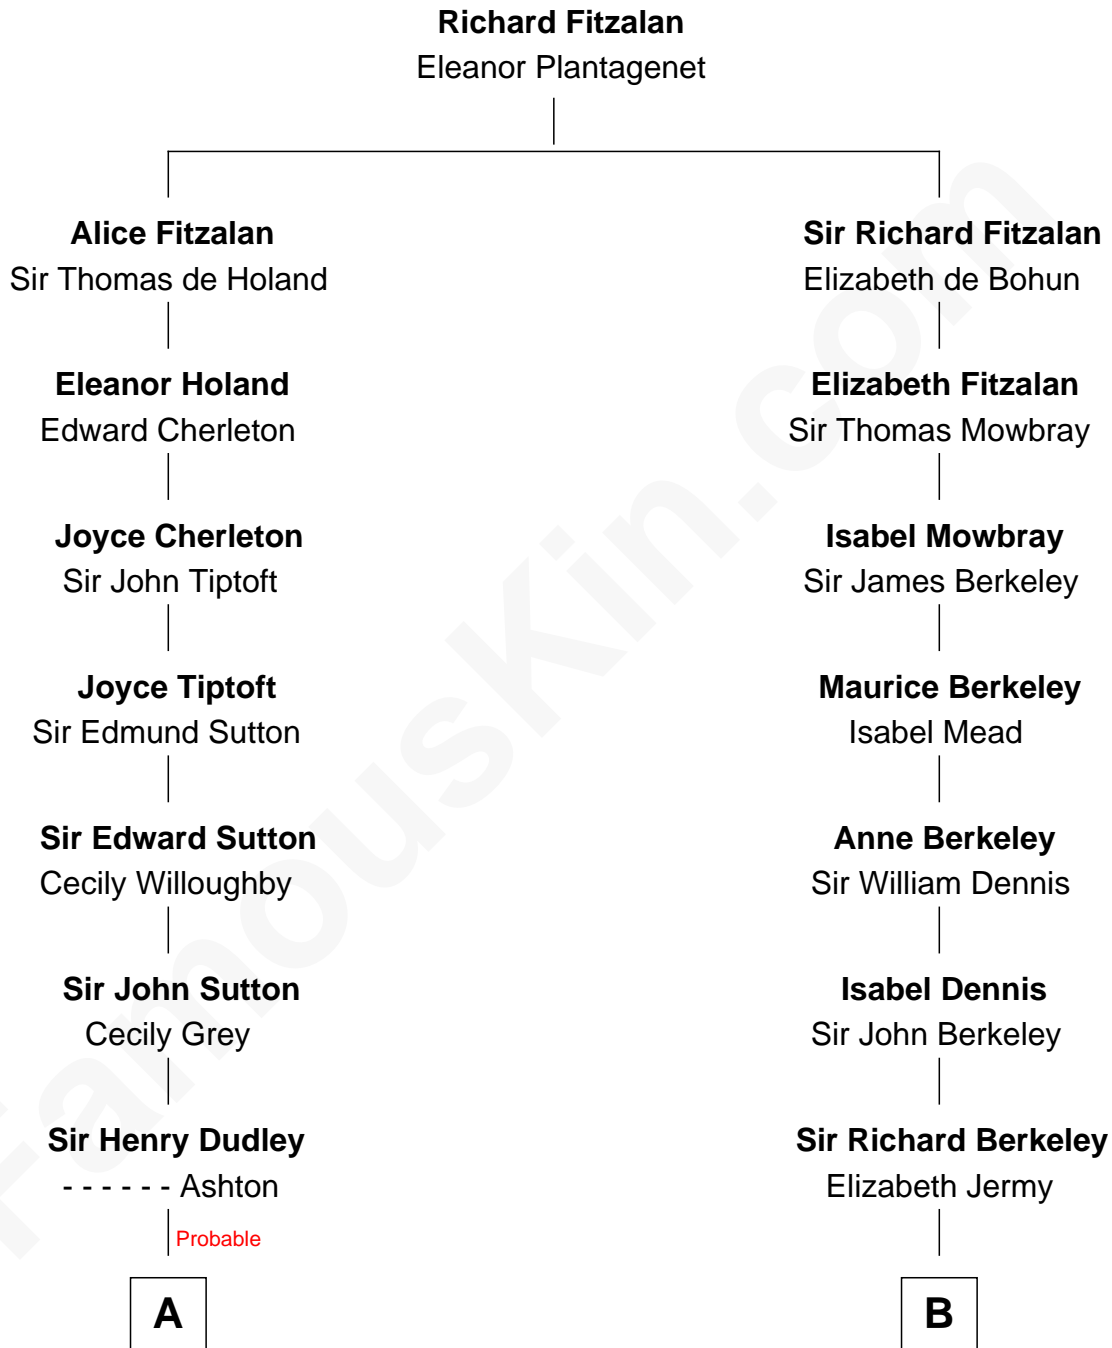 Richard Fitzalan
Eleanor Plantagenet
Alice Fitzalan
Sir Thomas de Holand
Sir Richard Fitzalan
Elizabeth de Bohun
Eleanor Holand
Edward Cherleton
Elizabeth Fitzalan
Sir Thomas Mowbray
Joyce Cherleton
Sir John Tiptoft
Isabel Mowbray
Sir James Berkeley
Joyce Tiptoft
Sir Edmund Sutton
Maurice Berkeley
Isabel Mead
Sir Edward Sutton
Cecily Willoughby
Anne Berkeley
Sir William Dennis
Sir John Sutton
Cecily Grey
Isabel Dennis
Sir John Berkeley
Sir Henry Dudley
- - - - - - Ashton
Sir Richard Berkeley
Elizabeth Jermy
Probable
A
B
FamousKin.com